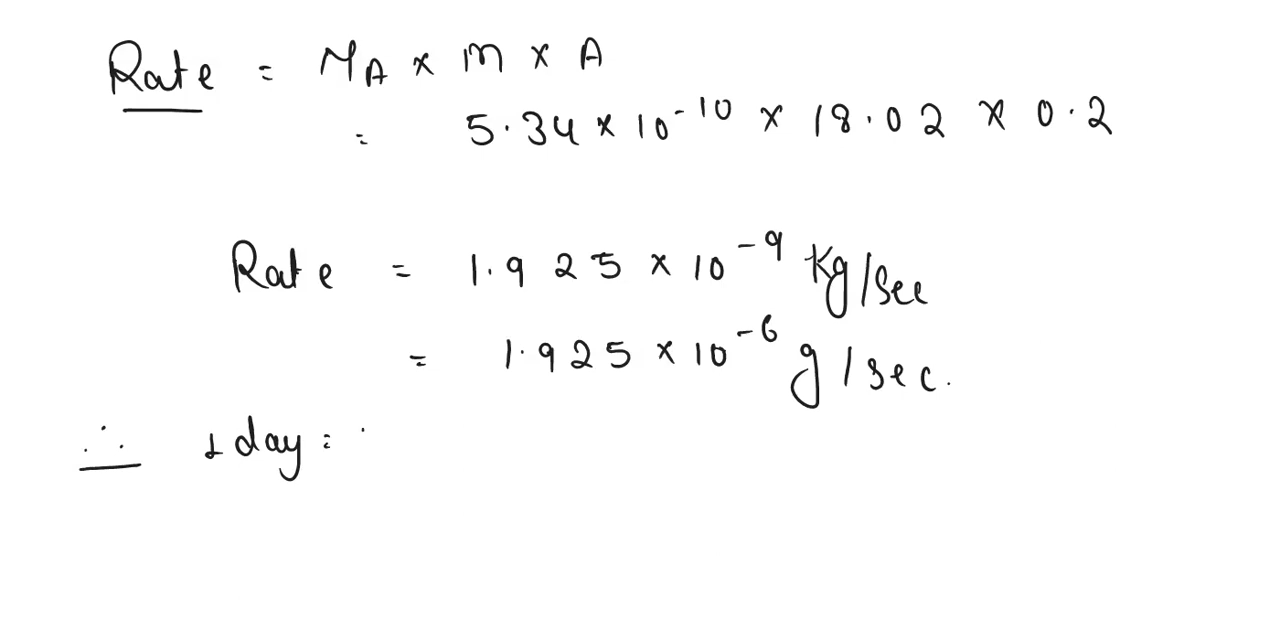 Rate = NA × m × A
= 5.34 × 10^-10 × 18.02 × 0.2
Rate = 1.925 × 10^-9 Kg/sec
= 1.925 × 10^-6 g/sec.
∴ 1 day =